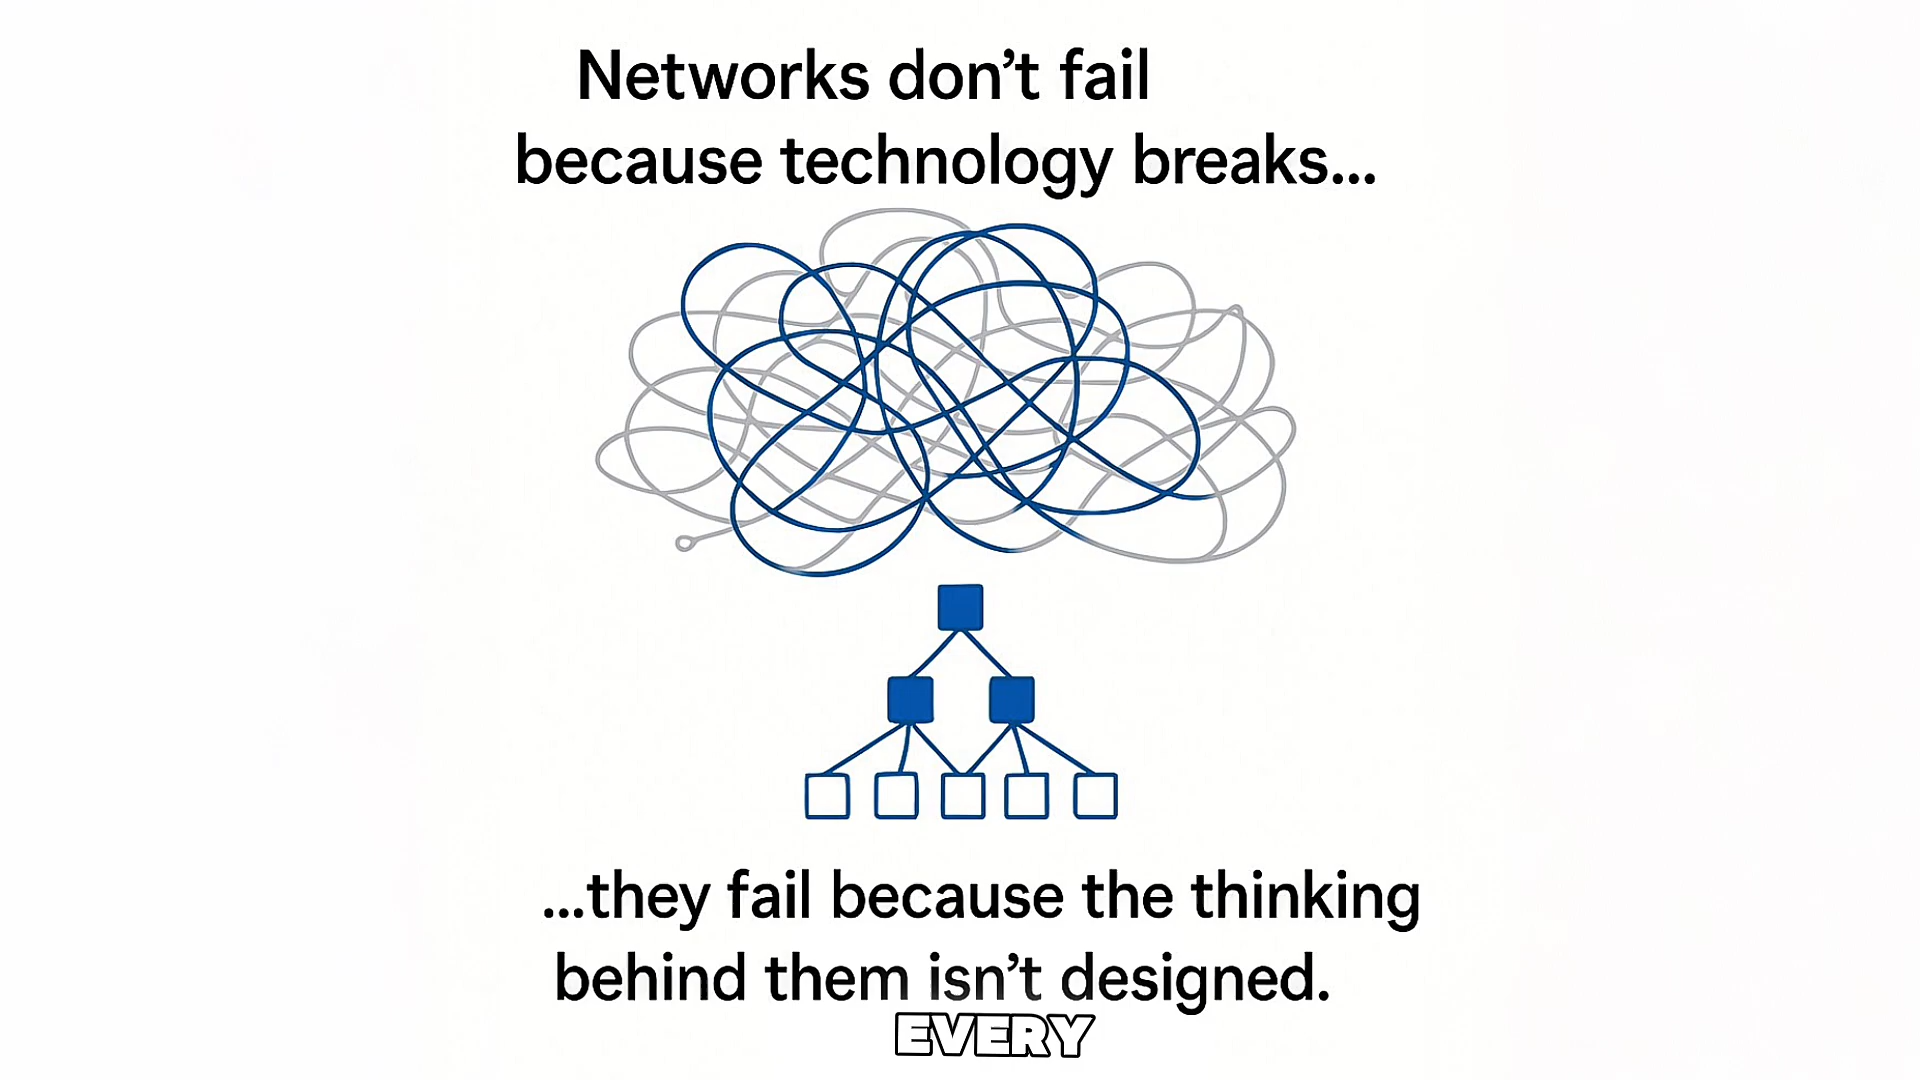 Networks don’t fail
because technology breaks...
...they fail because the thinking
behind them isn’t designed.
EVERY